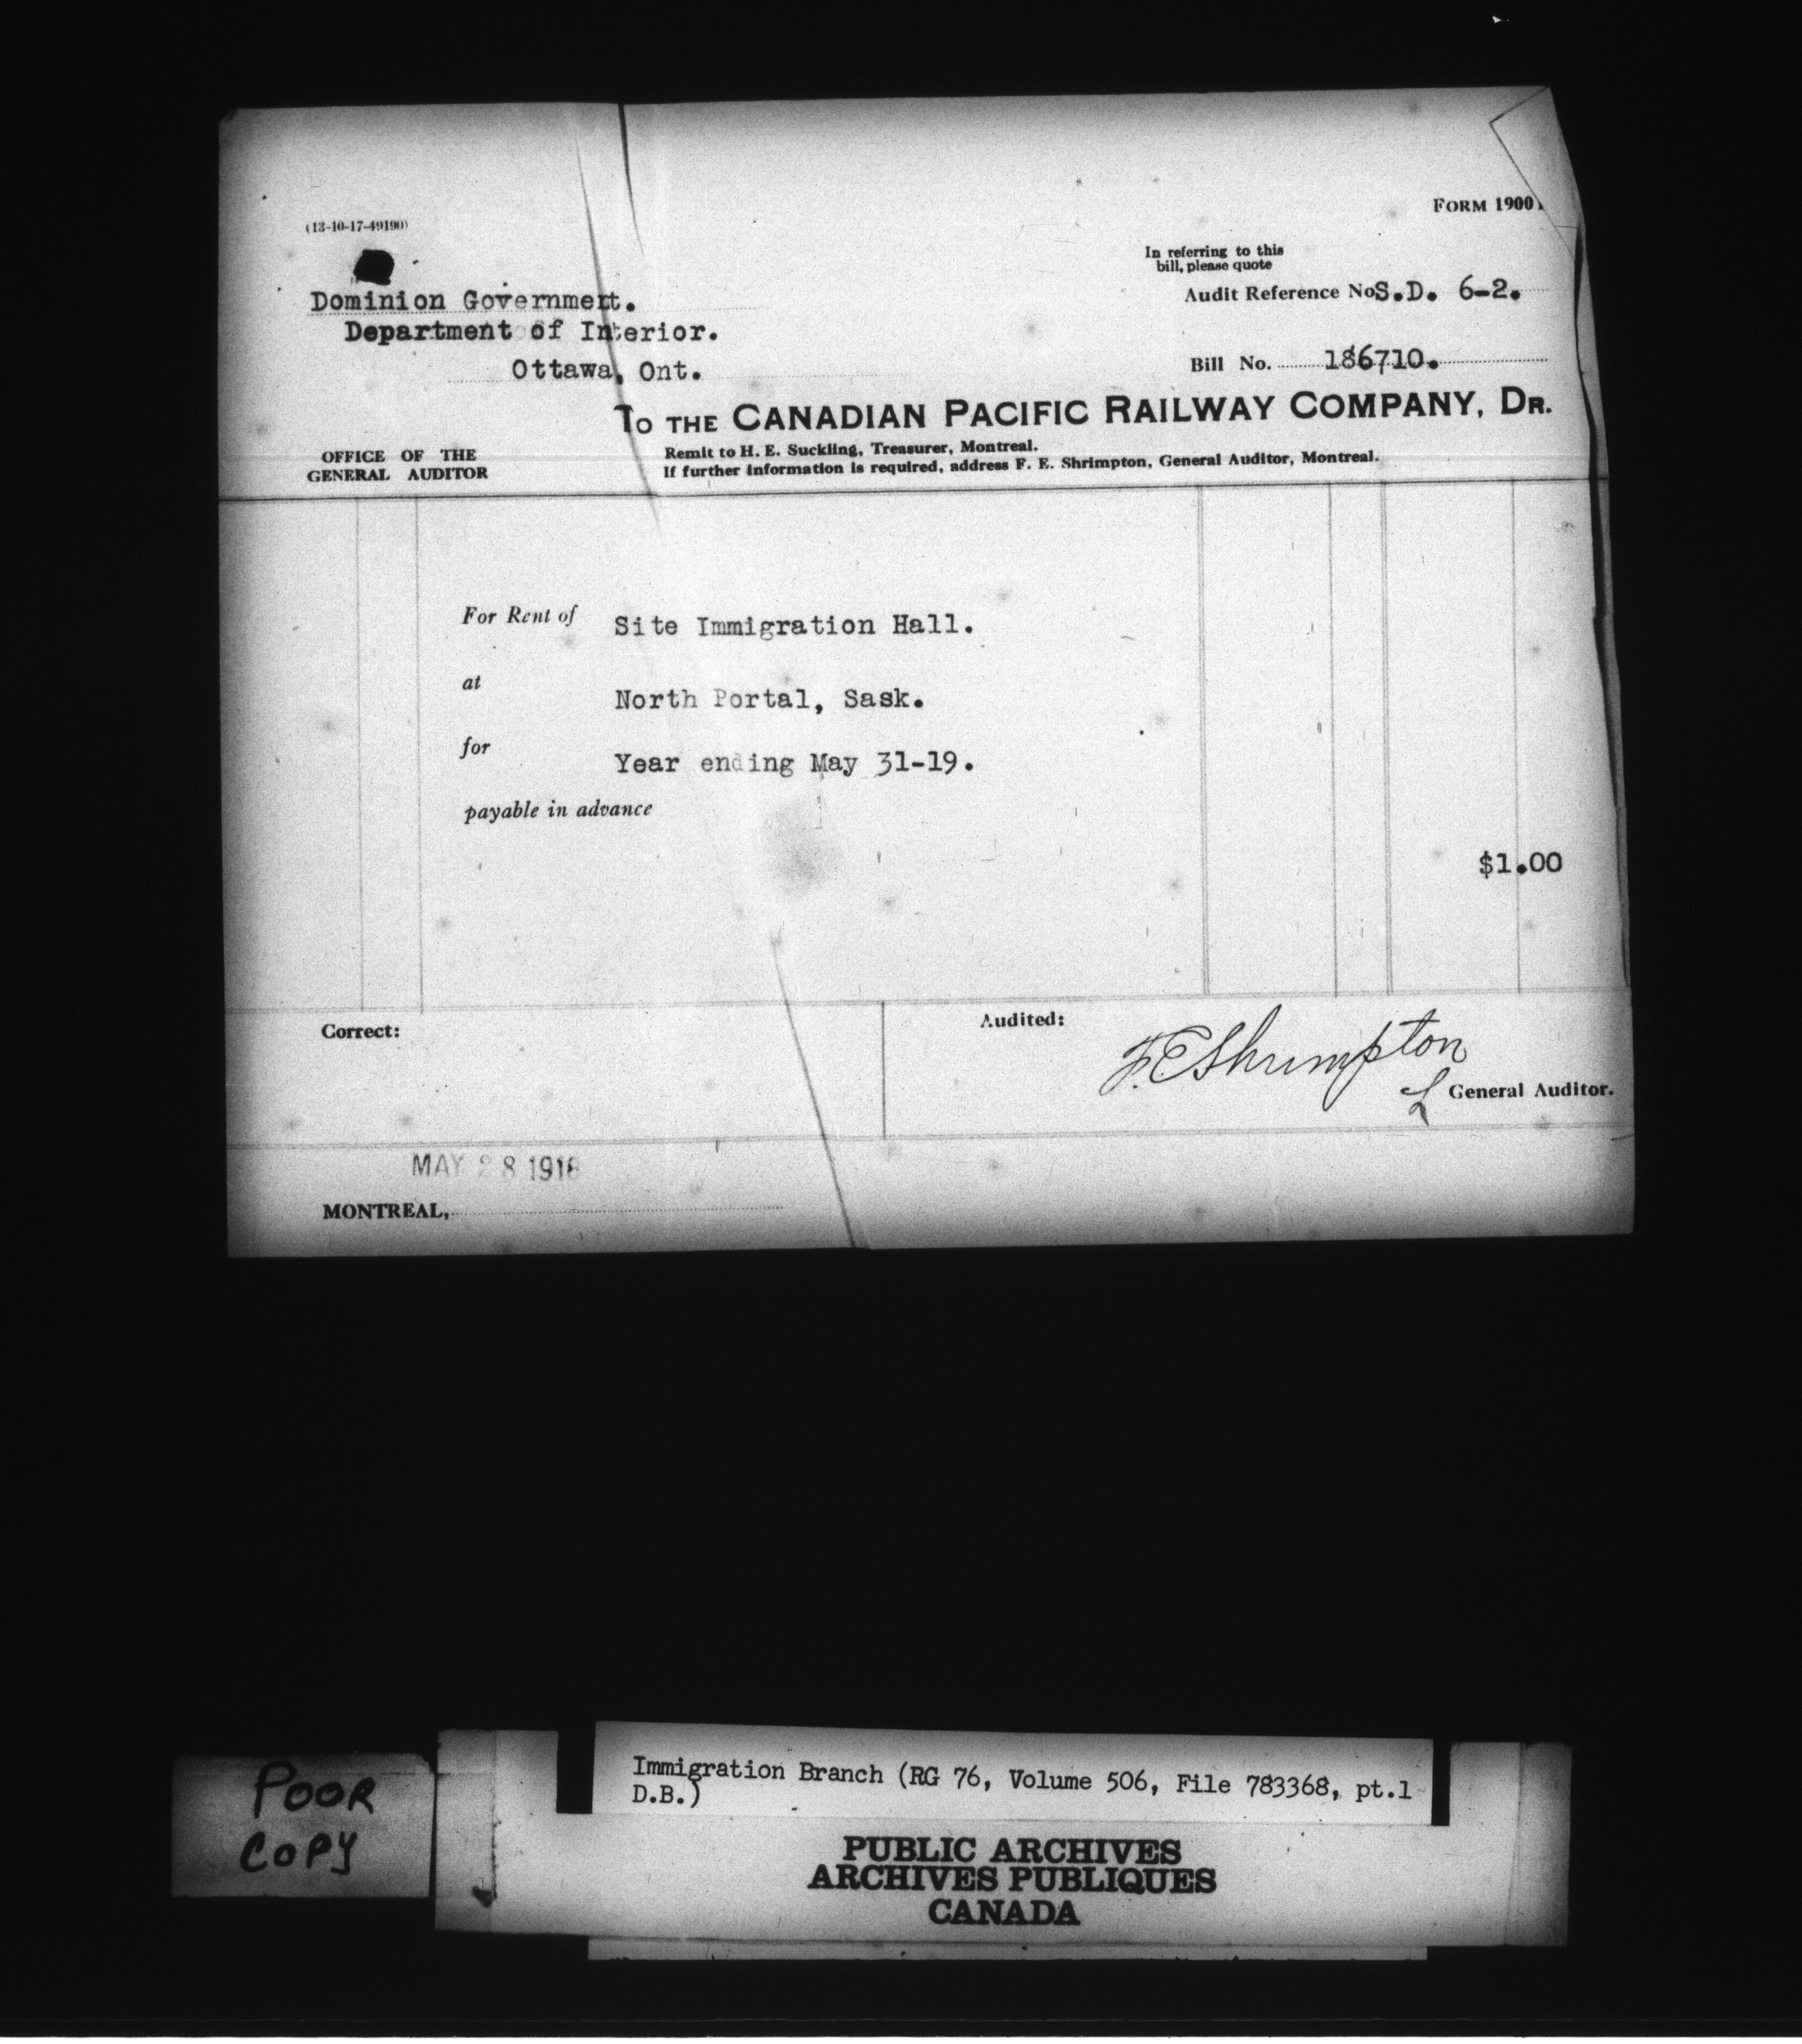 FORM 1900
(13-10-17-49190)
In referring to this
bill, please quote
Dominion Government.
Audit Reference No S.D. 6-2.
Department of Interior.
Ottawa, Ont.
Bill No. 186710.
TO THE CANADIAN PACIFIC RAILWAY COMPANY, DR.
OFFICE OF THE
GENERAL AUDITOR
Remit to H. E. Suckling, Treasurer, Montreal.
If further information is required, address F. E. Shrimpton, General Auditor, Montreal.
For Rent of Site Immigration Hall.
at North Portal, Sask.
for Year ending May 31-19.
payable in advance
$1.00
Correct:
Audited:
F.E Shrimpton
General Auditor.
MAY 28 1918
MONTREAL,
POOR
COPY
Immigration Branch (RG 76, Volume 506, File 783368, pt.1
D.B.)
PUBLIC ARCHIVES
ARCHIVES PUBLIQUES
CANADA